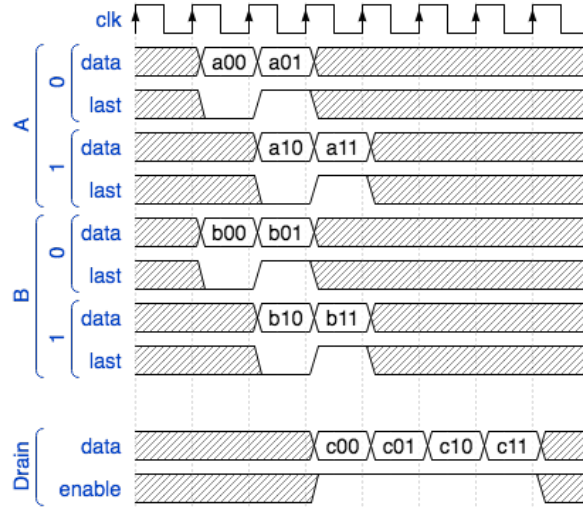 clk
A
0
data a00 a01
last
1
data a10 a11
last
B
0
data b00 b01
last
1
data b10 b11
last
Drain
data c00 c01 c10 c11
enable